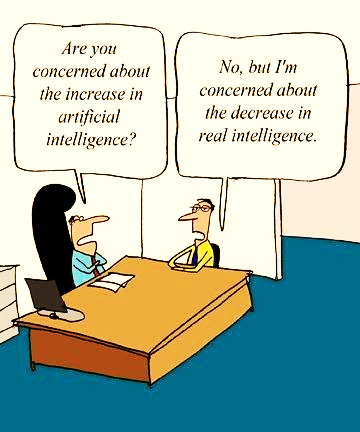 Are you
concerned about
the increase in
artificial
intelligence?
No, but I'm
concerned about
the decrease in
real intelligence.